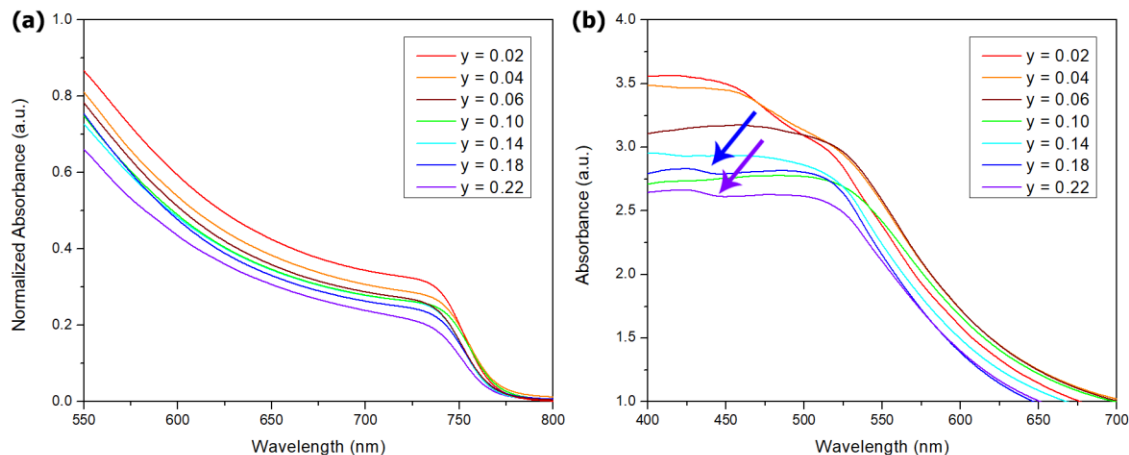 (a)
1.0
0.8
0.6
0.4
0.2
0.0
Normalized Absorbance (a.u.)
y = 0.02
y = 0.04
y = 0.06
y = 0.10
y = 0.14
y = 0.18
y = 0.22
550 600 650 700 750 800
Wavelength (nm)
(b)
4.0
3.5
3.0
2.5
2.0
1.5
1.0
Absorbance (a.u.)
y = 0.02
y = 0.04
y = 0.06
y = 0.10
y = 0.14
y = 0.18
y = 0.22
400 450 500 550 600 650 700
Wavelength (nm)